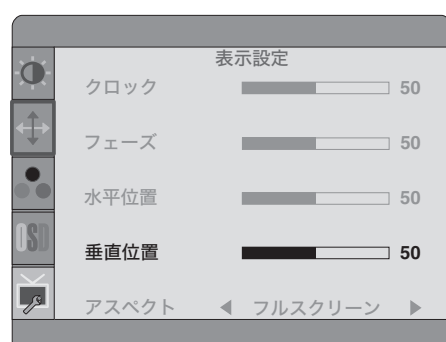 表示設定
クロック 50
フェーズ 50
水平位置 50
垂直位置 50
OSD
アスペクト ◀ フルスクリーン ▶